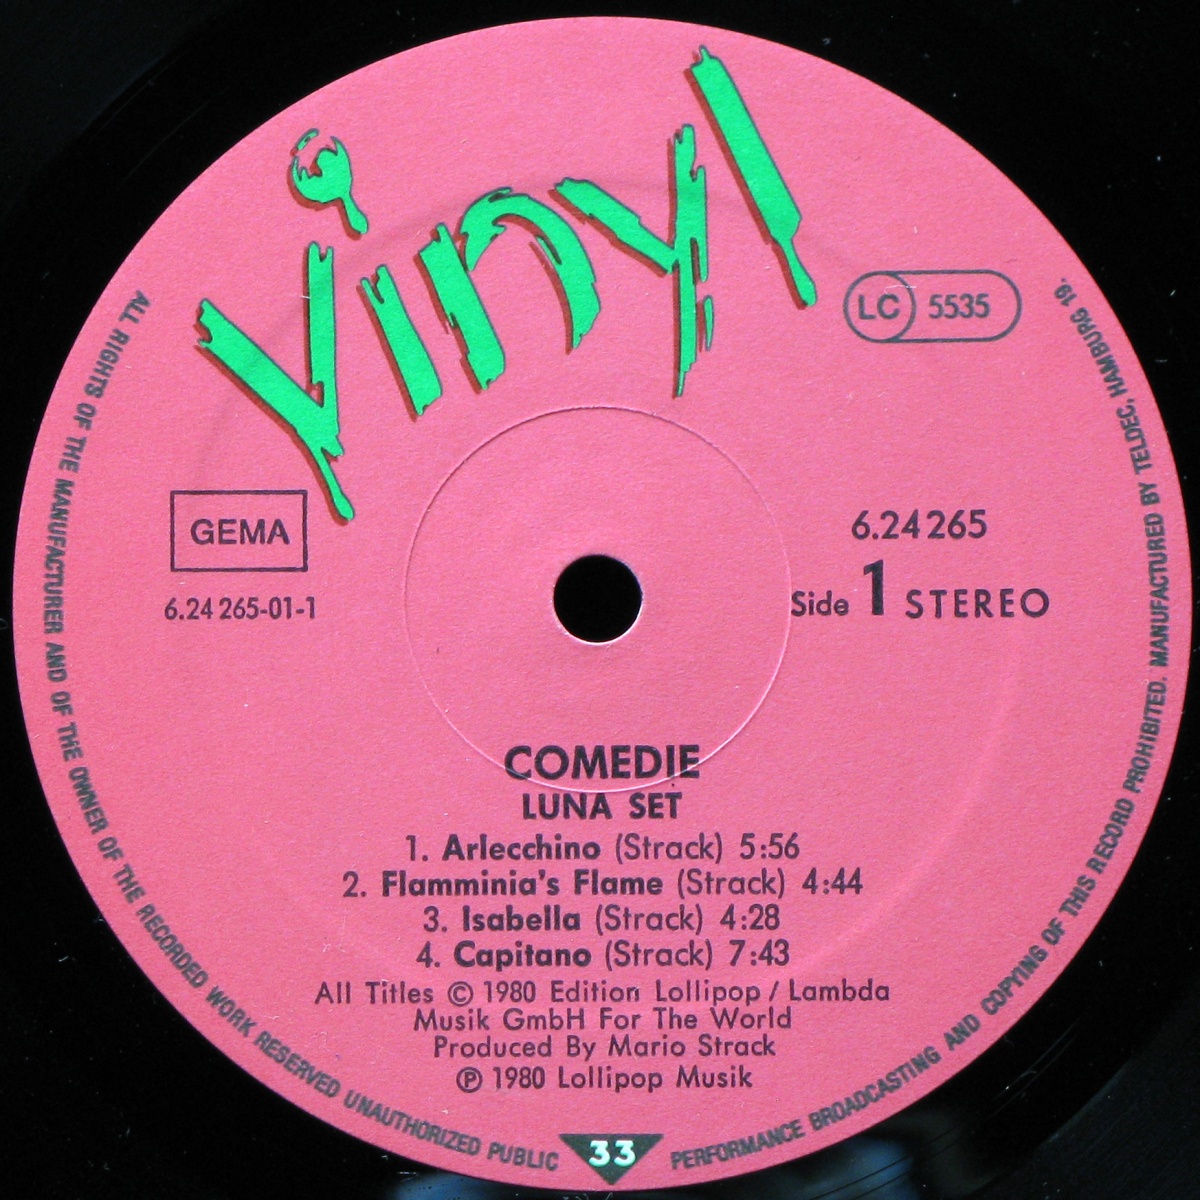 Vinyl
LC 5535
GEMA
6.24265-01-1
6.24265
Side 1 STEREO
COMEDIE
LUNA SET
1. Arlecchino (Strack) 5:56
2. Flamminia's Flame (Strack) 4:44
3. Isabella (Strack) 4:28
4. Capitano (Strack) 7:43
All Titles © 1980 Edition Lollipop / Lambda
Musik GmbH For The World
Produced By Mario Strack
℗ 1980 Lollipop Musik
ALL RIGHTS OF THE MANUFACTURER AND OF THE OWNER OF THE RECORDED WORK RESERVED UNAUTHORIZED PUBLIC PERFORMANCE BROADCASTING AND COPYING OF THIS RECORD PROHIBITED. MANUFACTURED BY TELDEC, HAMBURG 19.
33